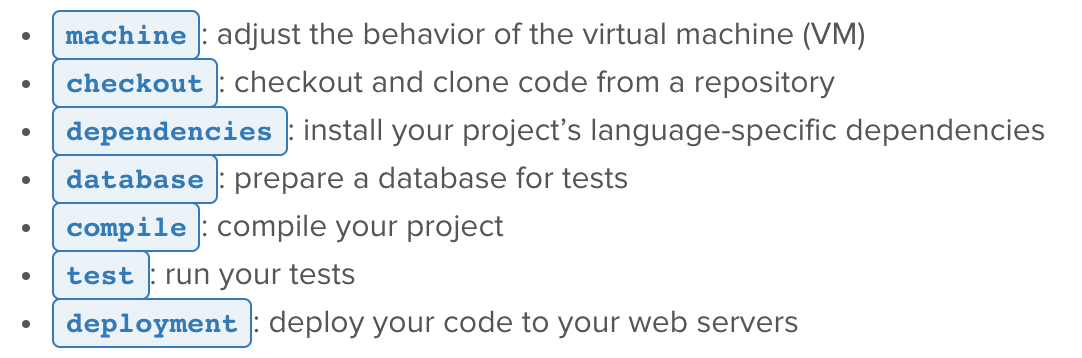 • machine: adjust the behavior of the virtual machine (VM)
• checkout: checkout and clone code from a repository
• dependencies: install your project’s language-specific dependencies
• database: prepare a database for tests
• compile: compile your project
• test: run your tests
• deployment: deploy your code to your web servers